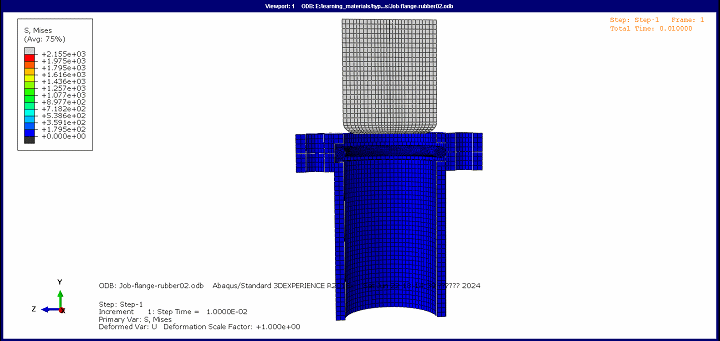 Viewport: 1 ODB: E:/learning_materials/typ...s/Job flange-rubber02.odb
S, Mises
(Avg: 75%)
+2.155e+03
+1.975e+03
+1.795e+03
+1.616e+03
+1.436e+03
+1.257e+03
+1.077e+03
+8.977e+02
+7.182e+02
+5.386e+02
+3.591e+02
+1.795e+02
+0.000e+00
Step: Step-1 Frame: 1
Total Time: 0.010000
Y
Z
X
ODB: Job-flange-rubber02.odb Abaqus/Standard 3DEXPERIENCE ???? 2024
Step: Step-1
Increment 1: Step Time = 1.0000E-02
Primary Var: S, Mises
Deformed Var: U Deformation Scale Factor: +1.000e+00